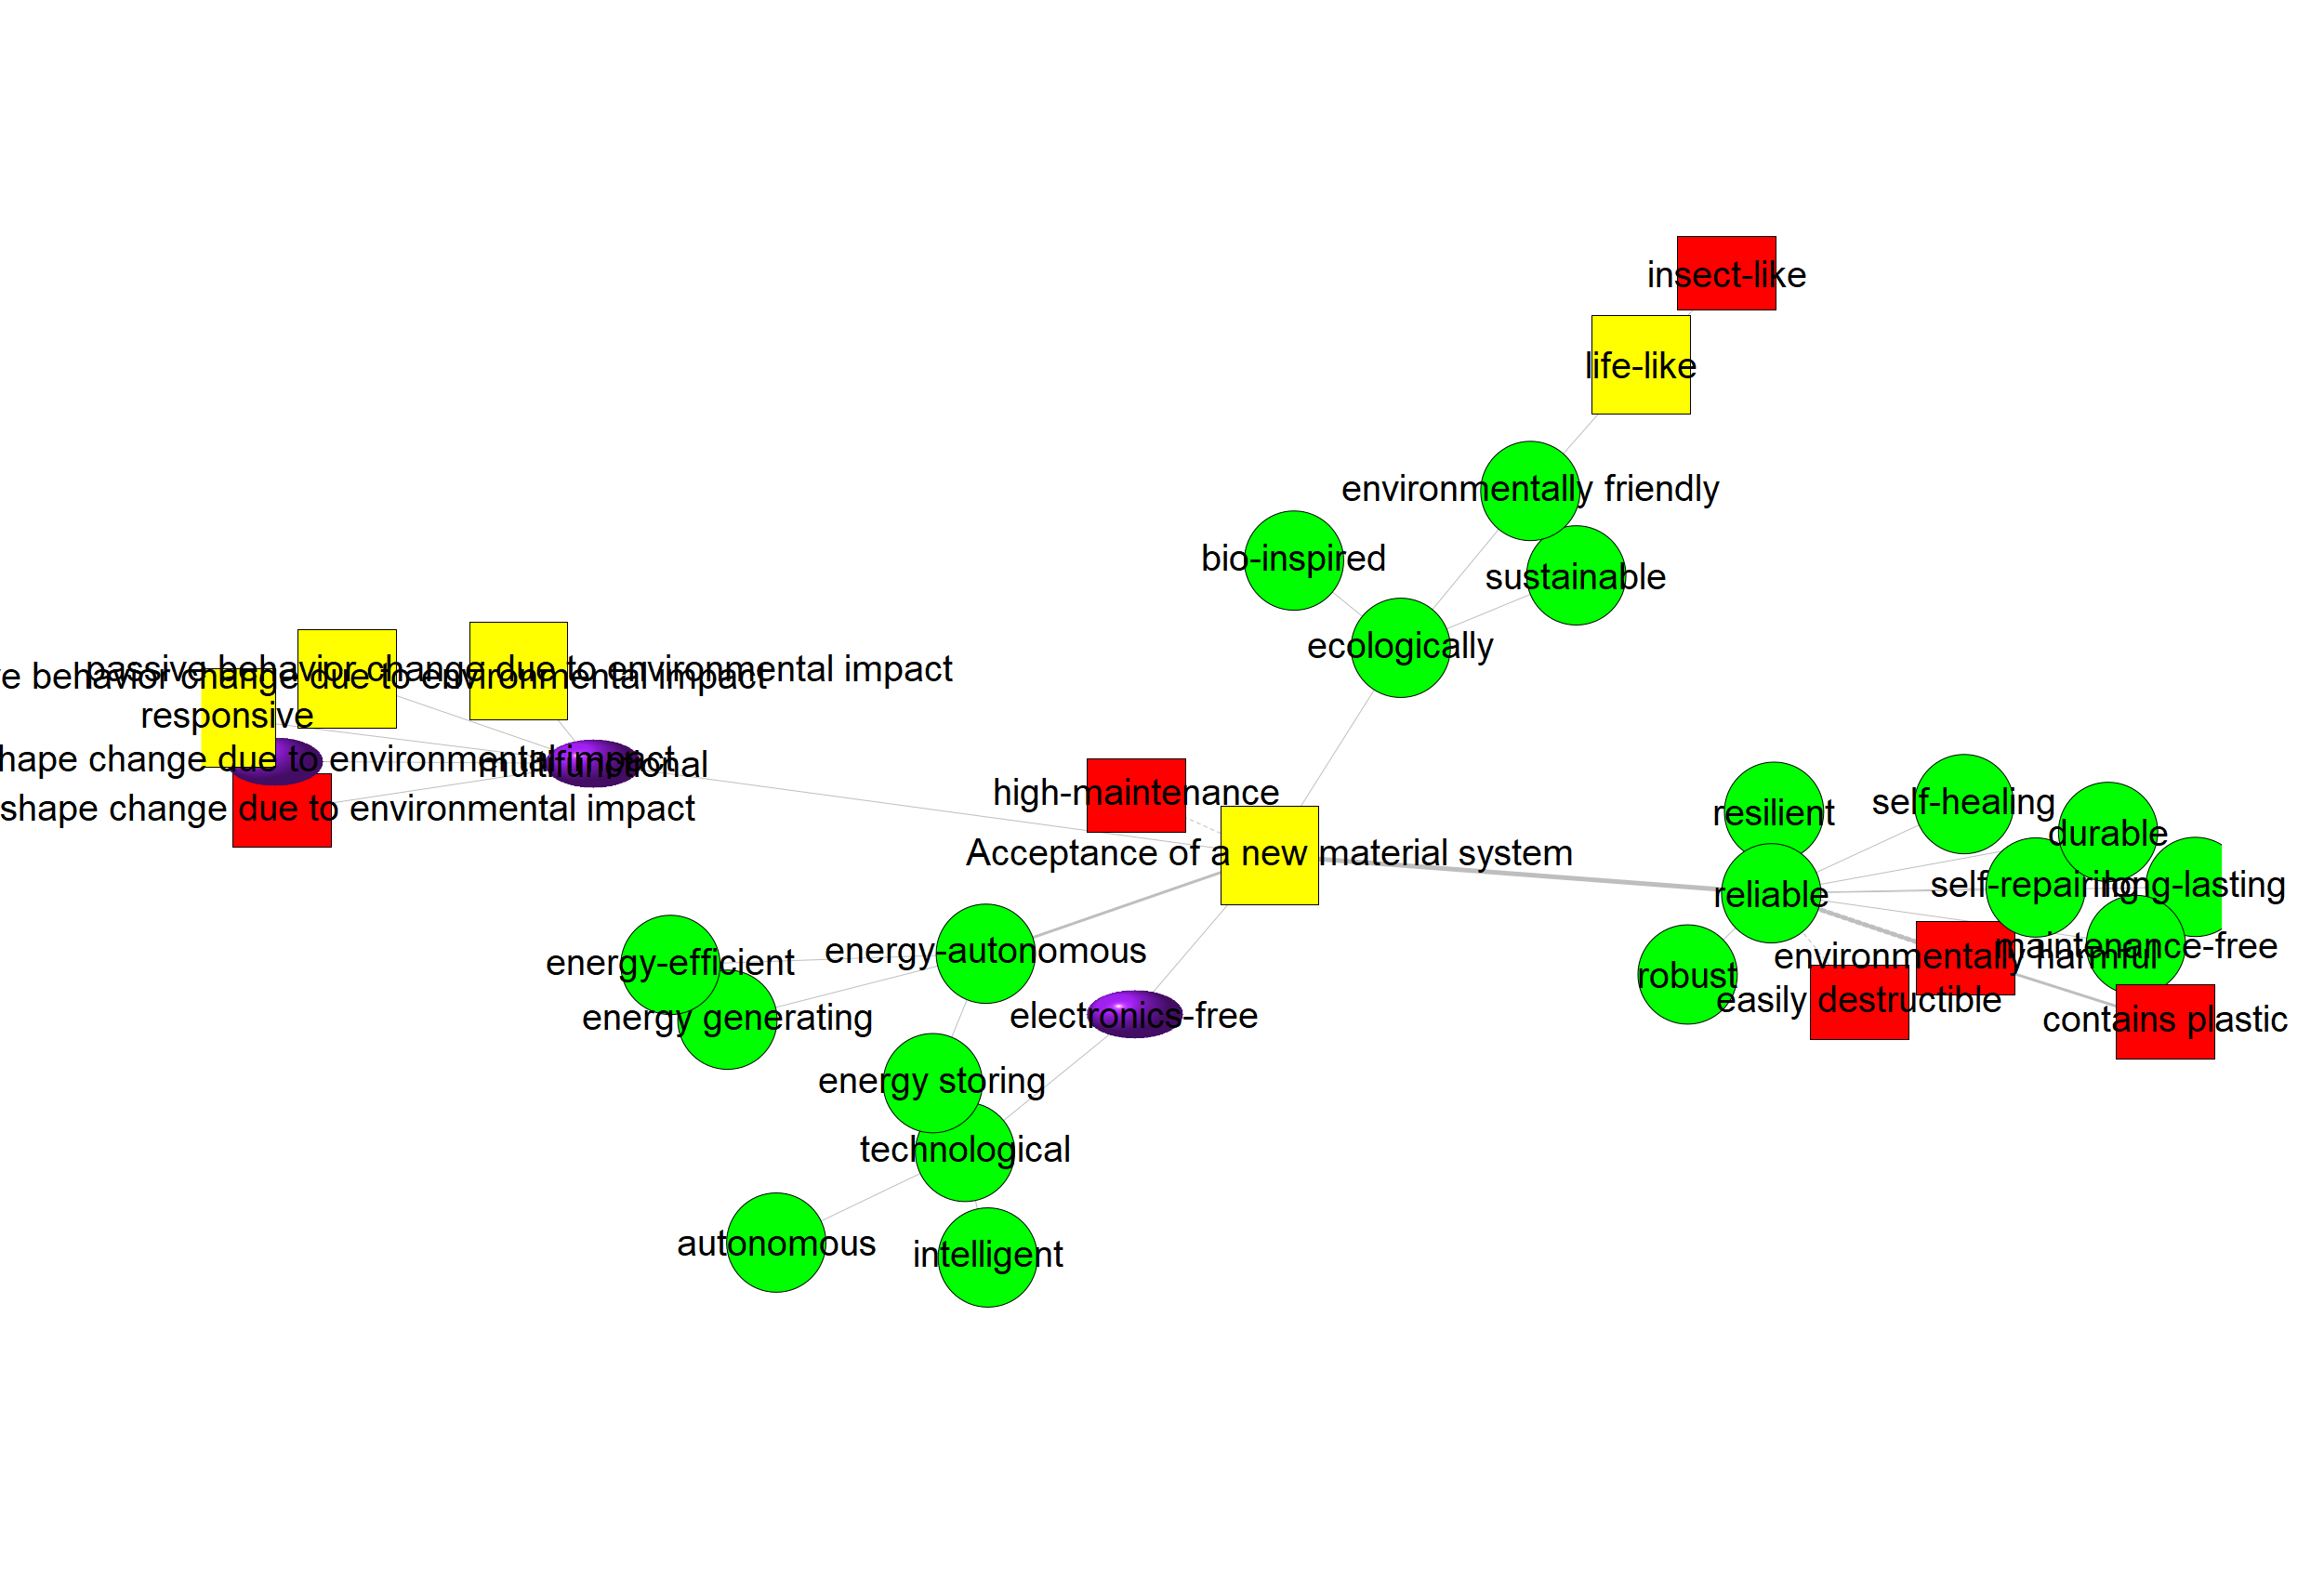 insect-like
life-like
environmentally friendly
bio-inspired
sustainable
ecologically
passive behavior change due to environmental impact
behavior change due to environmental impact
responsive
change due to environmental impact
multifunctional
shape change due to environmental impact
high-maintenance
Acceptance of a new material system
resilient
self-healing
durable
self-repairing
long-lasting
reliable
maintenance-free
environmentally harmful
robust
easily destructible
contains plastic
energy-autonomous
energy-efficient
energy generating
electronics-free
energy storing
technological
autonomous
intelligent